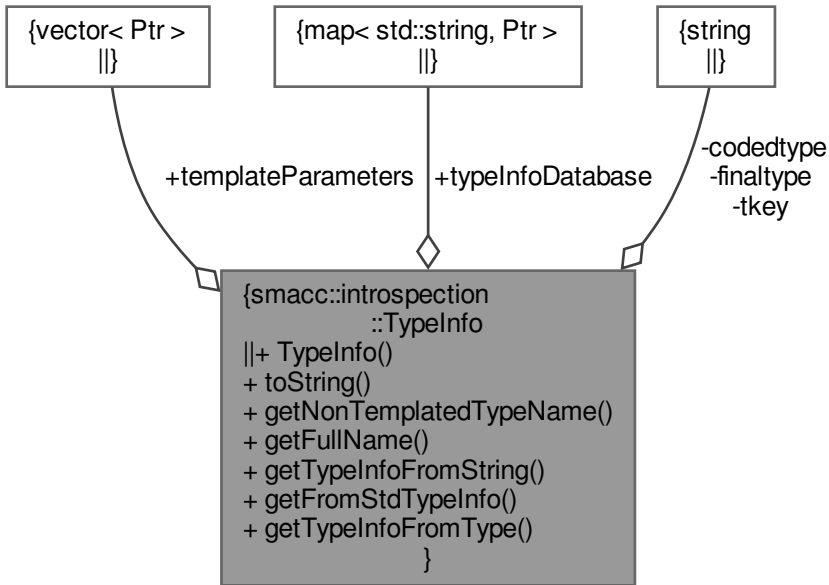 {vector< Ptr >
||}
{map< std::string, Ptr >
||}
{string
||}
+templateParameters
+typeInfoDatabase
-codedtype
-finaltype
-tkey
{smacc::introspection
::TypeInfo
||+ TypeInfo()
+ toString()
+ getNonTemplatedTypeName()
+ getFullName()
+ getTypeInfoFromString()
+ getFromStdTypeInfo()
+ getTypeInfoFromType()
}